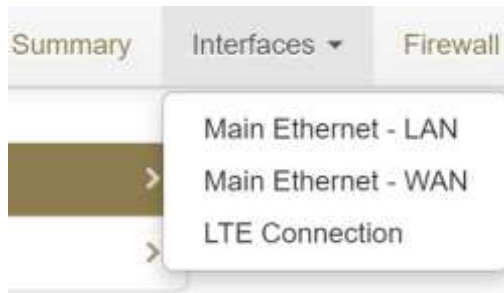 Summary Interfaces Firewall
Main Ethernet - LAN
Main Ethernet - WAN
LTE Connection